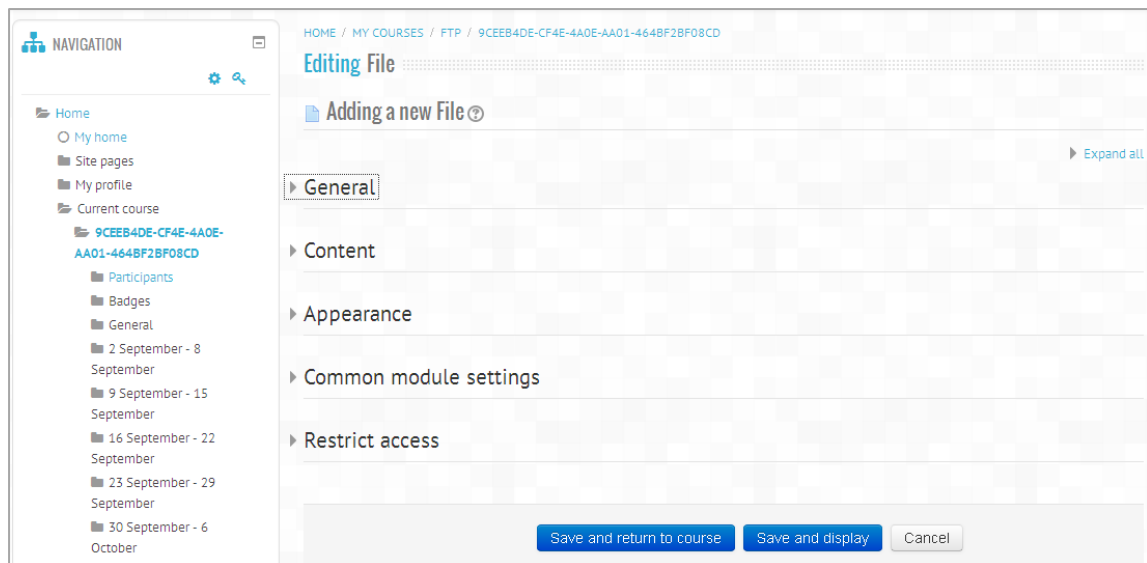 NAVIGATION
Home
My home
Site pages
My profile
Current course
9CEEB4DE-CF4E-4A0E-
AA01-464BF2BF08CD
Participants
Badges
General
2 September - 8
September
9 September - 15
September
16 September - 22
September
23 September - 29
September
30 September - 6
October
HOME / MY COURSES / FTP / 9CEEB4DE-CF4E-4A0E-AA01-464BF2BF08CD
Editing File
Adding a new File
Expand all
General
Content
Appearance
Common module settings
Restrict access
Save and return to course
Save and display
Cancel